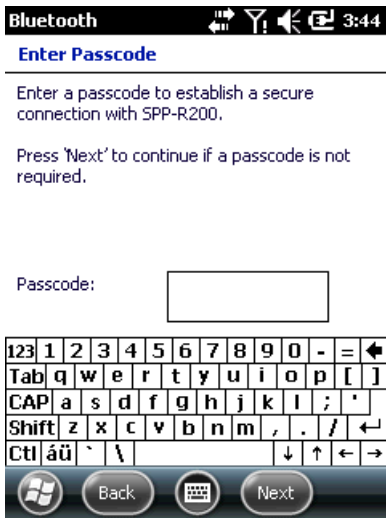 Bluetooth 3:44
Enter Passcode
Enter a passcode to establish a secure
connection with SPP-R200.
Press 'Next' to continue if a passcode is not
required.
Passcode:
123 1 2 3 4 5 6 7 8 9 0 - =
Tab q w e r t y u i o p [ ]
CAP a s d f g h j k l ; '
Shift z x c v b n m , . /
Ctl áü ` \
Back Next